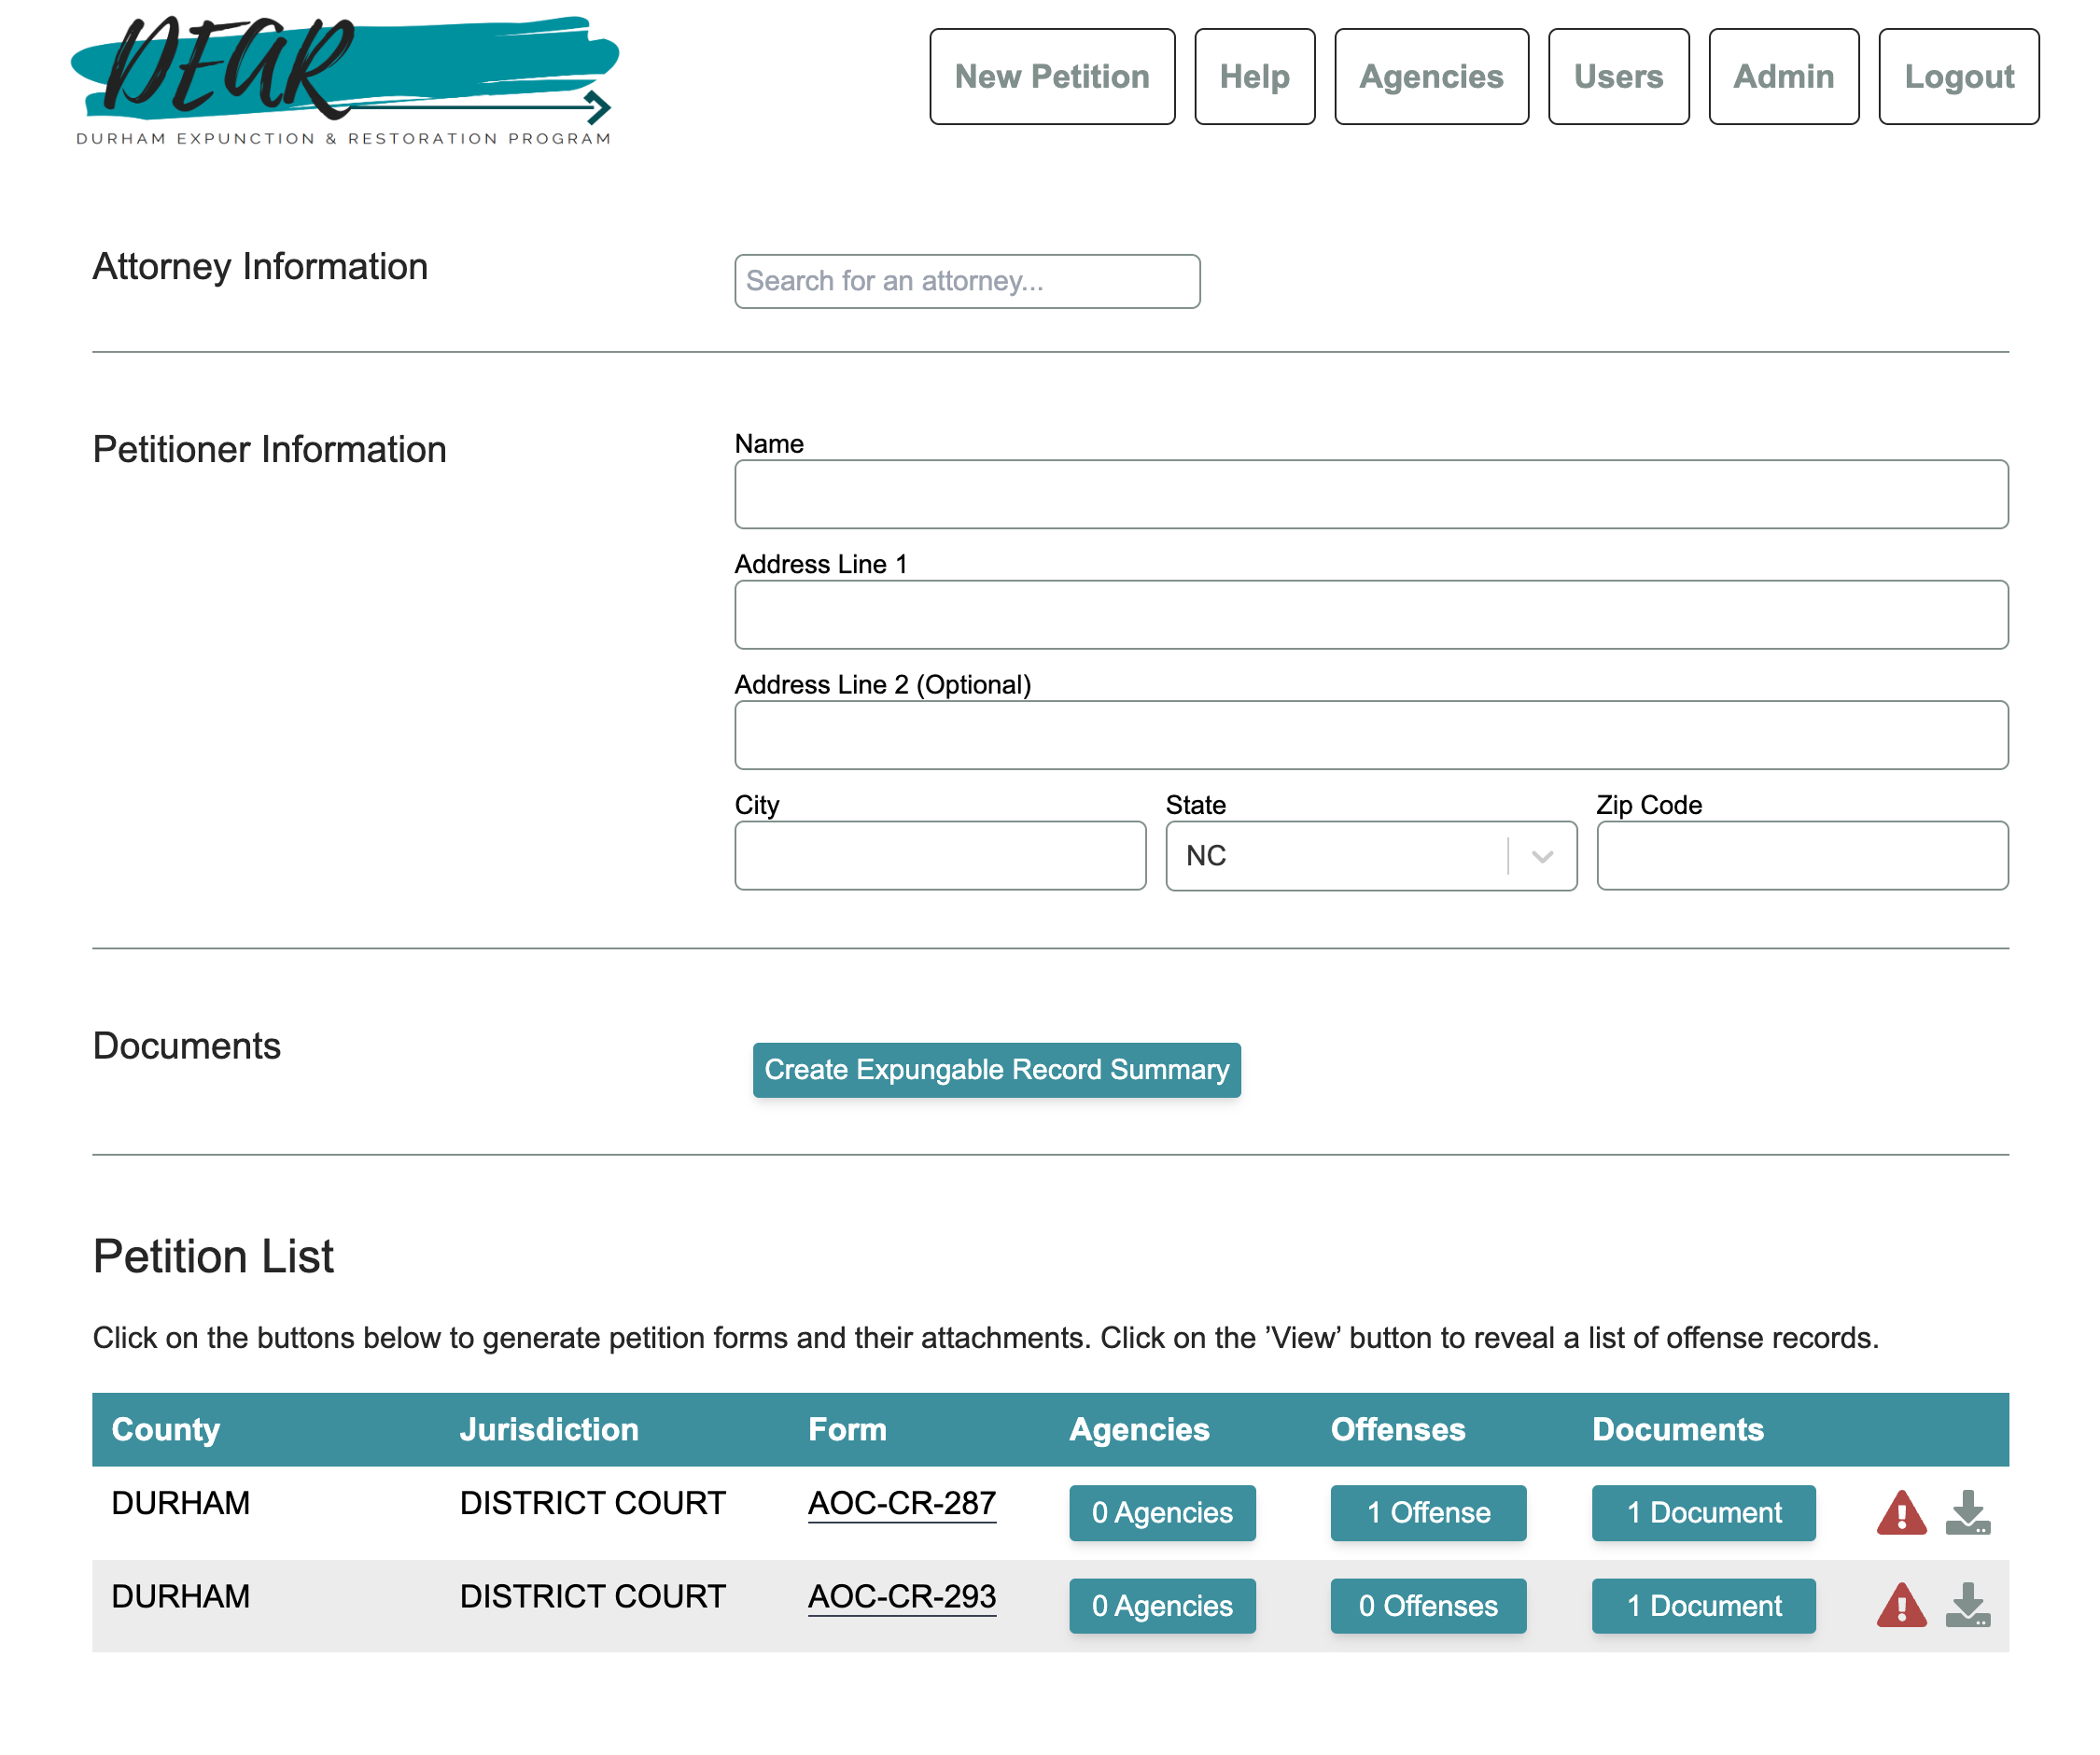 DEAR
DURHAM EXPUNCTION & RESTORATION PROGRAM
New Petition Help Agencies Users Admin Logout
Attorney Information
Search for an attorney...
Petitioner Information
Name
Address Line 1
Address Line 2 (Optional)
City State Zip Code
NC
Documents
Create Expungable Record Summary
Petition List
Click on the buttons below to generate petition forms and their attachments. Click on the ’View’ button to reveal a list of offense records.
County Jurisdiction Form Agencies Offenses Documents
DURHAM DISTRICT COURT AOC-CR-287 0 Agencies 1 Offense 1 Document
DURHAM DISTRICT COURT AOC-CR-293 0 Agencies 0 Offenses 1 Document